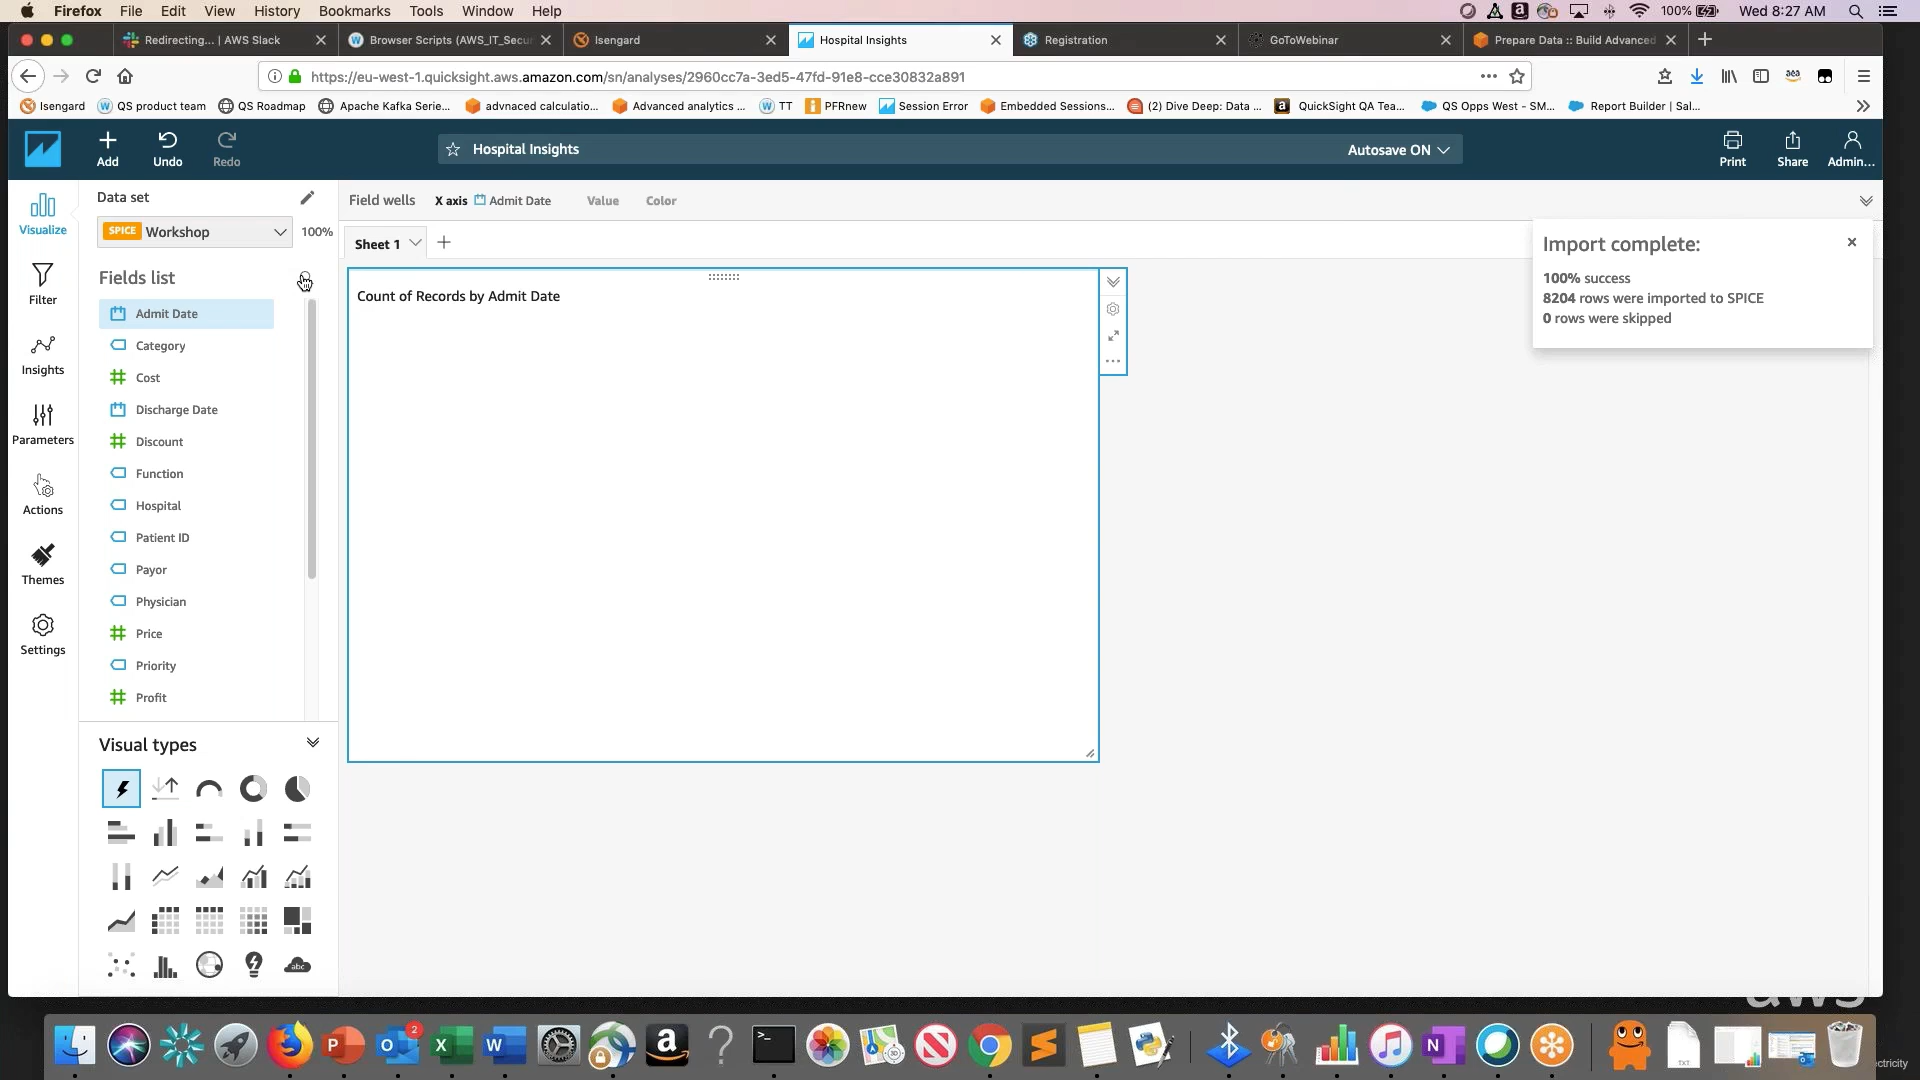 Firefox File Edit View History Bookmarks Tools Window Help 100% Wed 8:27 AM
Redirecting... | AWS Slack
Browser Scripts (AWS_IT_Secur
Isengard
Hospital Insights
Registration
GoToWebinar
Prepare Data :: Build Advanced
https://eu-west-1.quicksight.aws.amazon.com/sn/analyses/2960cc7a-3ed5-47fd-91e8-cce30832a891
Isengard QS product team QS Roadmap Apache Kafka Serie... advnaced calculatio... Advanced analytics ... TT PFRnew Session Error Embedded Sessions... (2) Dive Deep: Data ... QuickSight QA Tea... QS Opps West - SM... Report Builder | Sal...
Add Undo Redo
Hospital Insights
Autosave ON
Print Share Admin...
Visualize
Filter
Insights
Parameters
Actions
Themes
Settings
Data set
SPICE Workshop 100%
Fields list
Admit Date
Category
Cost
Discharge Date
Discount
Function
Hospital
Patient ID
Payor
Physician
Price
Priority
Profit
Visual types
abc
Field wells X axis Admit Date Value Color
Sheet 1
Count of Records by Admit Date
Import complete:
100% success
8204 rows were imported to SPICE
0 rows were skipped
aws
2
TXT
ectricity